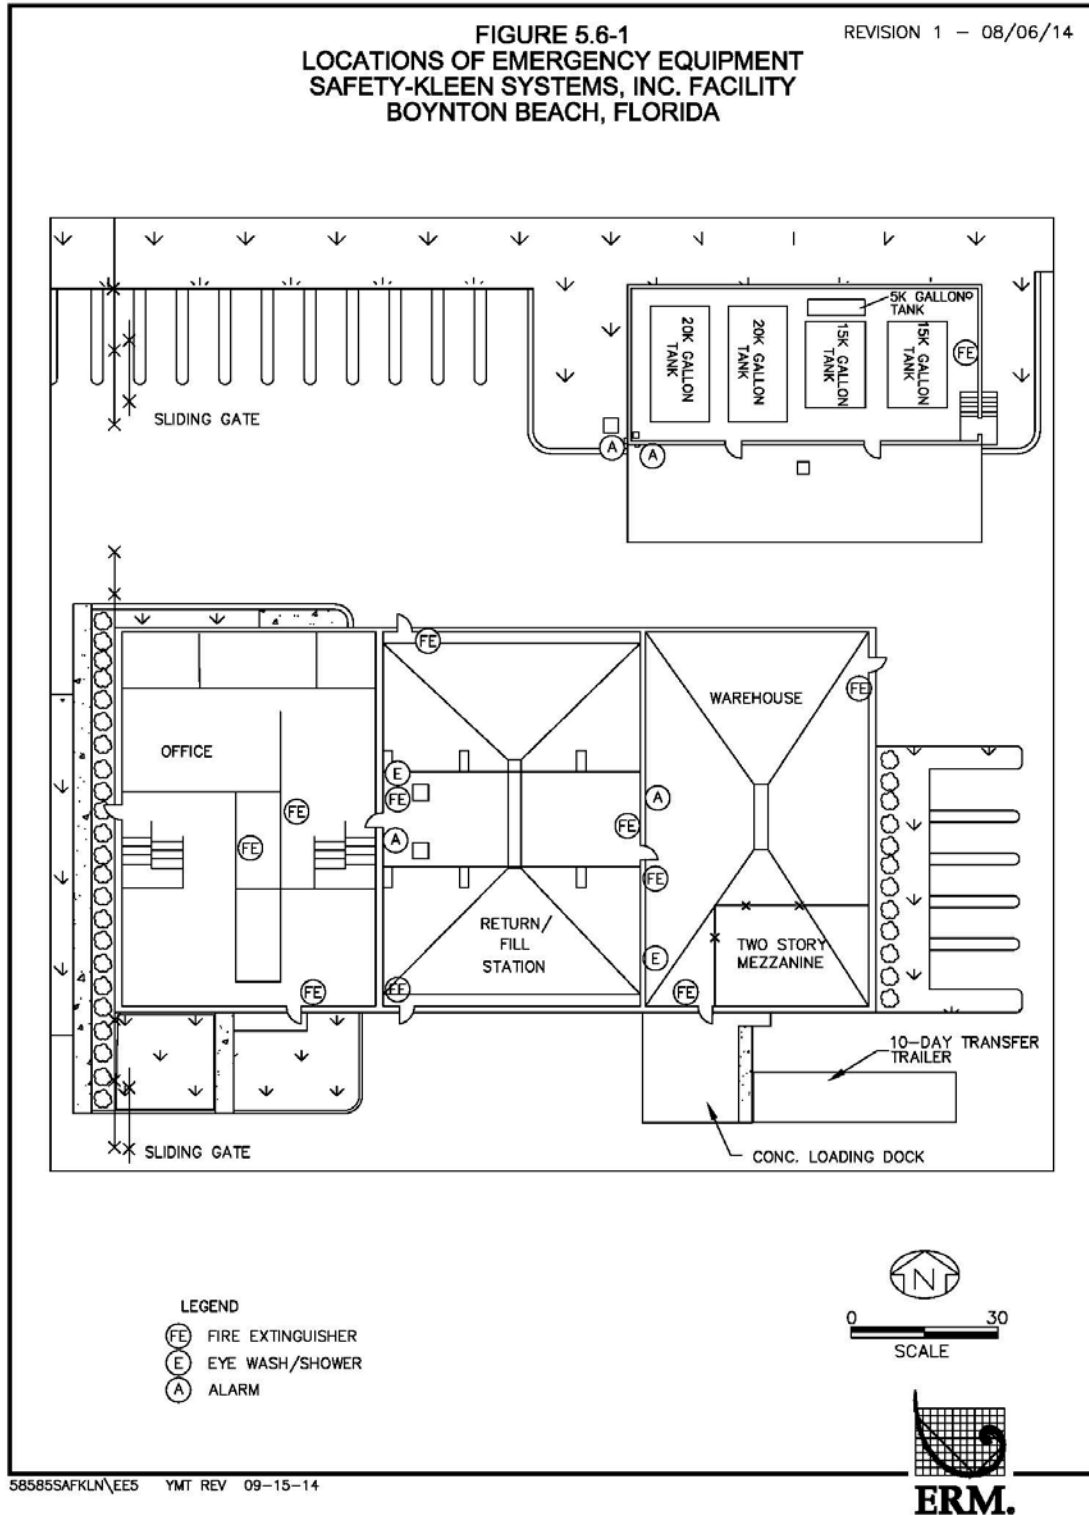 FIGURE 5.6-1
LOCATIONS OF EMERGENCY EQUIPMENT
SAFETY-KLEEN SYSTEMS, INC. FACILITY
BOYNTON BEACH, FLORIDA
REVISION 1 - 08/06/14
5K GALLON
TANK
20K GALLON
TANK
20K GALLON
TANK
15K GALLON
TANK
15K GALLON
TANK
FE
SLIDING GATE
A
A
FE
WAREHOUSE
FE
OFFICE
E
FE
A
FE
FE
A
FE
FE
RETURN/
FILL
STATION
E
TWO STORY
MEZZANINE
FE
FE
FE
10-DAY TRANSFER
TRAILER
SLIDING GATE
CONC. LOADING DOCK
N
LEGEND
FE FIRE EXTINGUISHER
E EYE WASH/SHOWER
A ALARM
0 30
SCALE
58585SAFKLN\EE5 YMT REV 09-15-14
ERM.